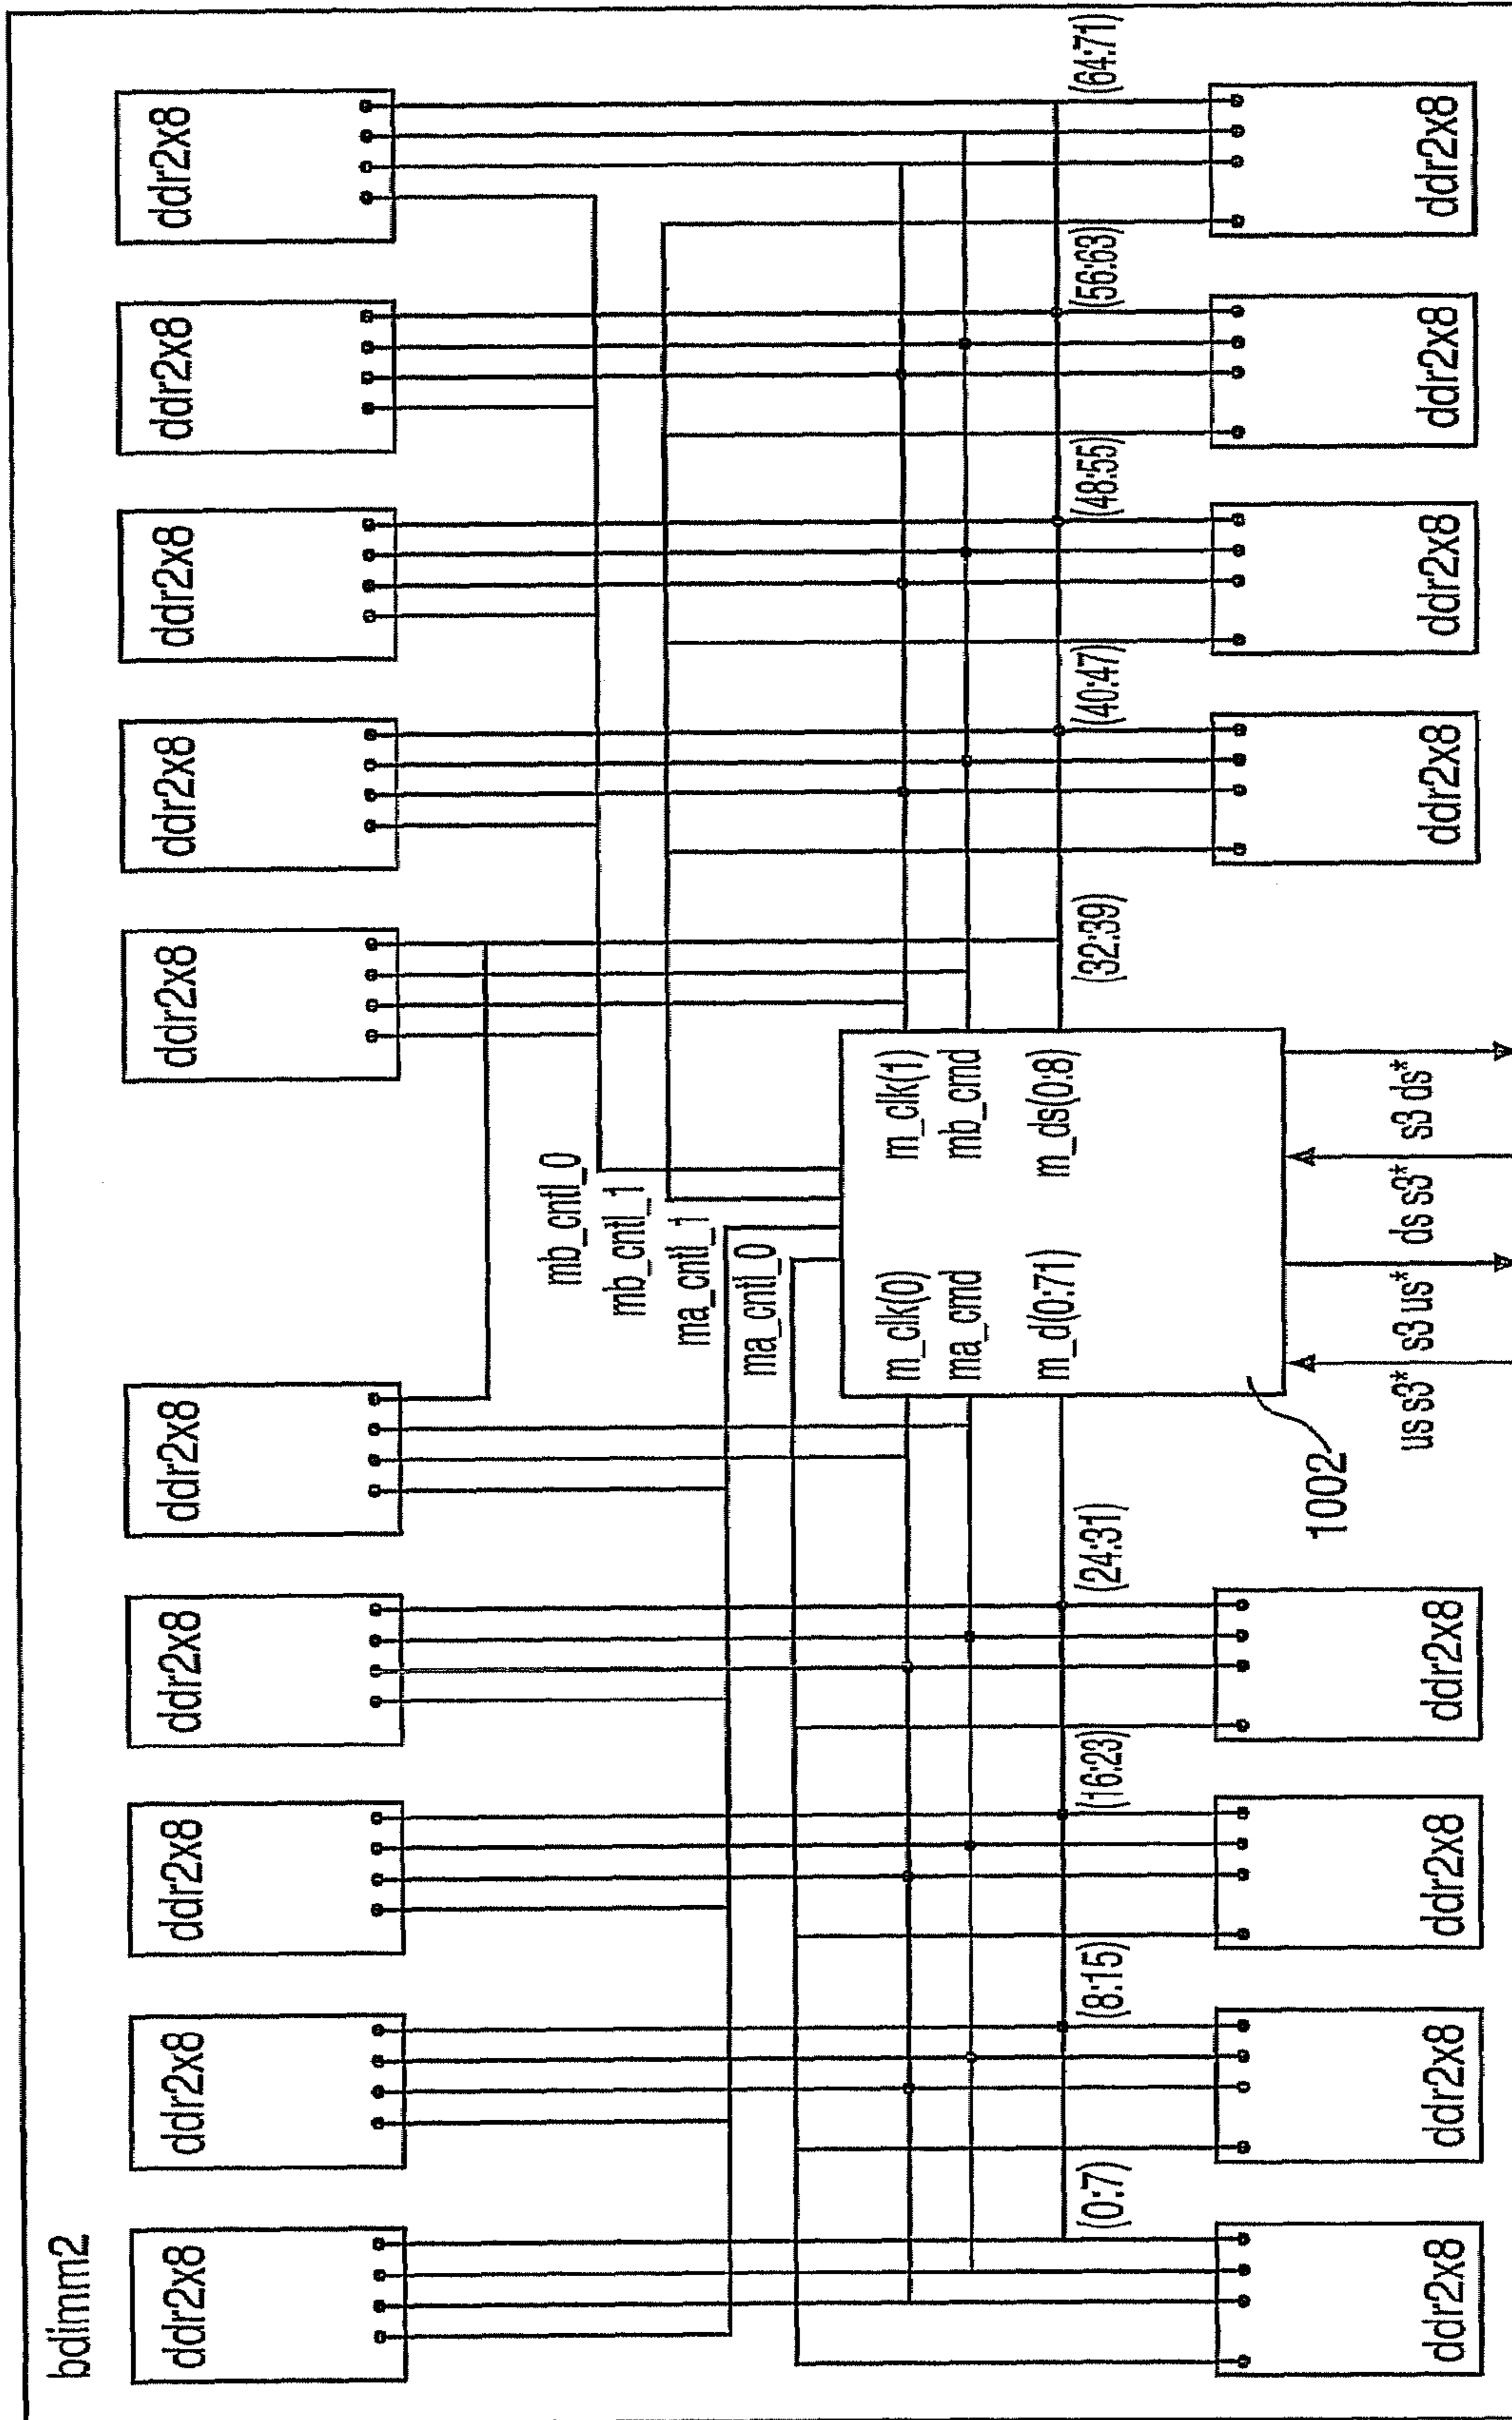 bdimm2
ddr2x8 ddr2x8 ddr2x8 ddr2x8 ddr2x8 ddr2x8 ddr2x8 ddr2x8 ddr2x8 ddr2x8
mb_cntl_0
mb_cntl_1
ma_cntl_1
ma_cntl_0
m_clk(0) m_clk(1)
ma_cmd mb_cmd
m_d(0:71) m_ds(0:8)
(0:7) (8:15) (16:23) (24:31) (32:39) (40:47) (48:55) (56:63) (64:71)
1002
us s3* s3 us* ds s3* s3 ds*
ddr2x8 ddr2x8 ddr2x8 ddr2x8 ddr2x8 ddr2x8 ddr2x8 ddr2x8